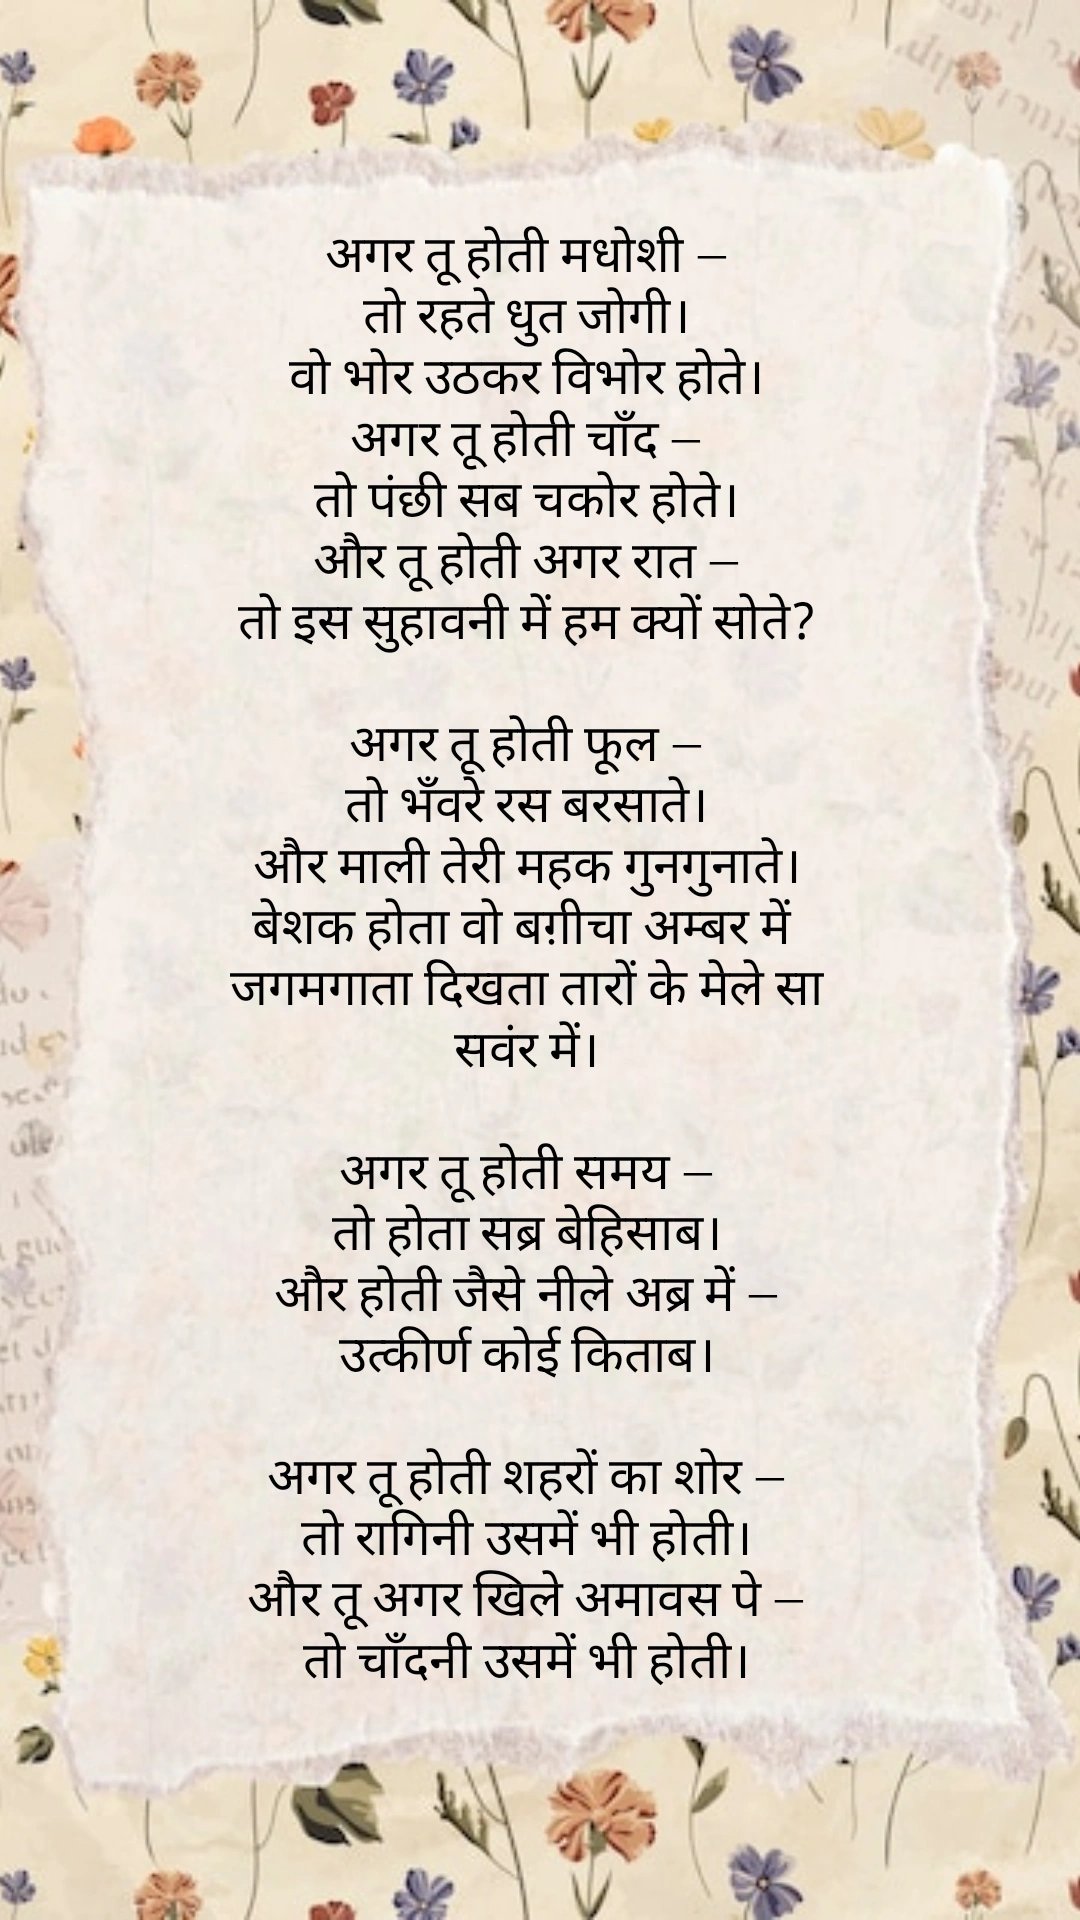 अगर तू होती मधोशी –
तो रहते धुत जोगी।
वो भोर उठकर विभोर होते।
अगर तू होती चाँद –
तो पंछी सब चकोर होते।
और तू होती अगर रात –
तो इस सुहावनी में हम क्यों सोते?

अगर तू होती फूल –
तो भँवरे रस बरसाते।
और माली तेरी महक गुनगुनाते।
बेशक होता वो बग़ीचा अम्बर में
जगमगाता दिखता तारों के मेले सा
सवंर में।

अगर तू होती समय –
तो होता सब्र बेहिसाब।
और होती जैसे नीले अब्र में –
उत्कीर्ण कोई किताब।

अगर तू होती शहरों का शोर –
तो रागिनी उसमें भी होती।
और तू अगर खिले अमावस पे –
तो चाँदनी उसमें भी होती।